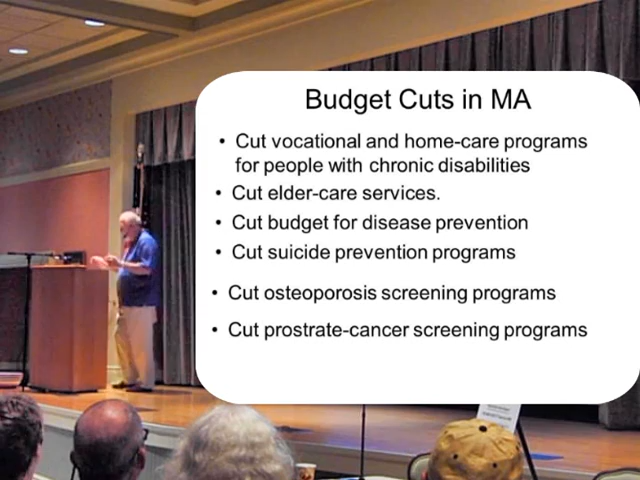 Budget Cuts in MA
• Cut vocational and home-care programs
for people with chronic disabilities
• Cut elder-care services.
• Cut budget for disease prevention
• Cut suicide prevention programs
• Cut osteoporosis screening programs
• Cut prostrate-cancer screening programs